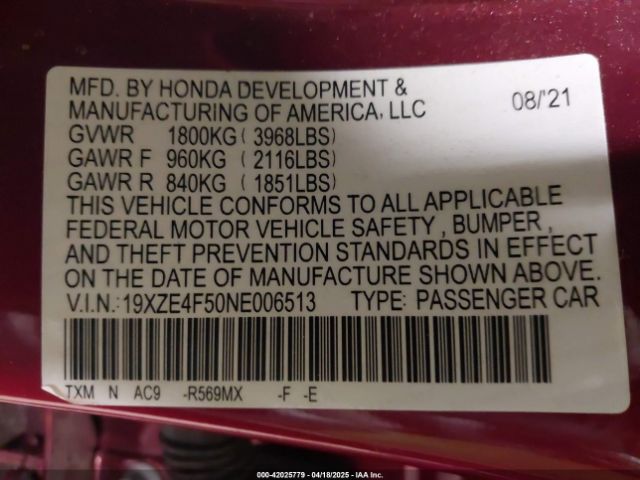 MFD. BY HONDA DEVELOPMENT &
MANUFACTURING OF AMERICA, LLC 08/'21
GVWR 1800KG ( 3968LBS)
GAWR F 960KG ( 2116LBS)
GAWR R 840KG ( 1851LBS)
THIS VEHICLE CONFORMS TO ALL APPLICABLE
FEDERAL MOTOR VEHICLE SAFETY , BUMPER ,
AND THEFT PREVENTION STANDARDS IN EFFECT
ON THE DATE OF MANUFACTURE SHOWN ABOVE.
V.I.N.: 19XZE4F50NE006513 TYPE: PASSENGER CAR
TXM N AC9 -R569MX -F -E
000-42025779 | 04/18/2025 | IAA Inc.